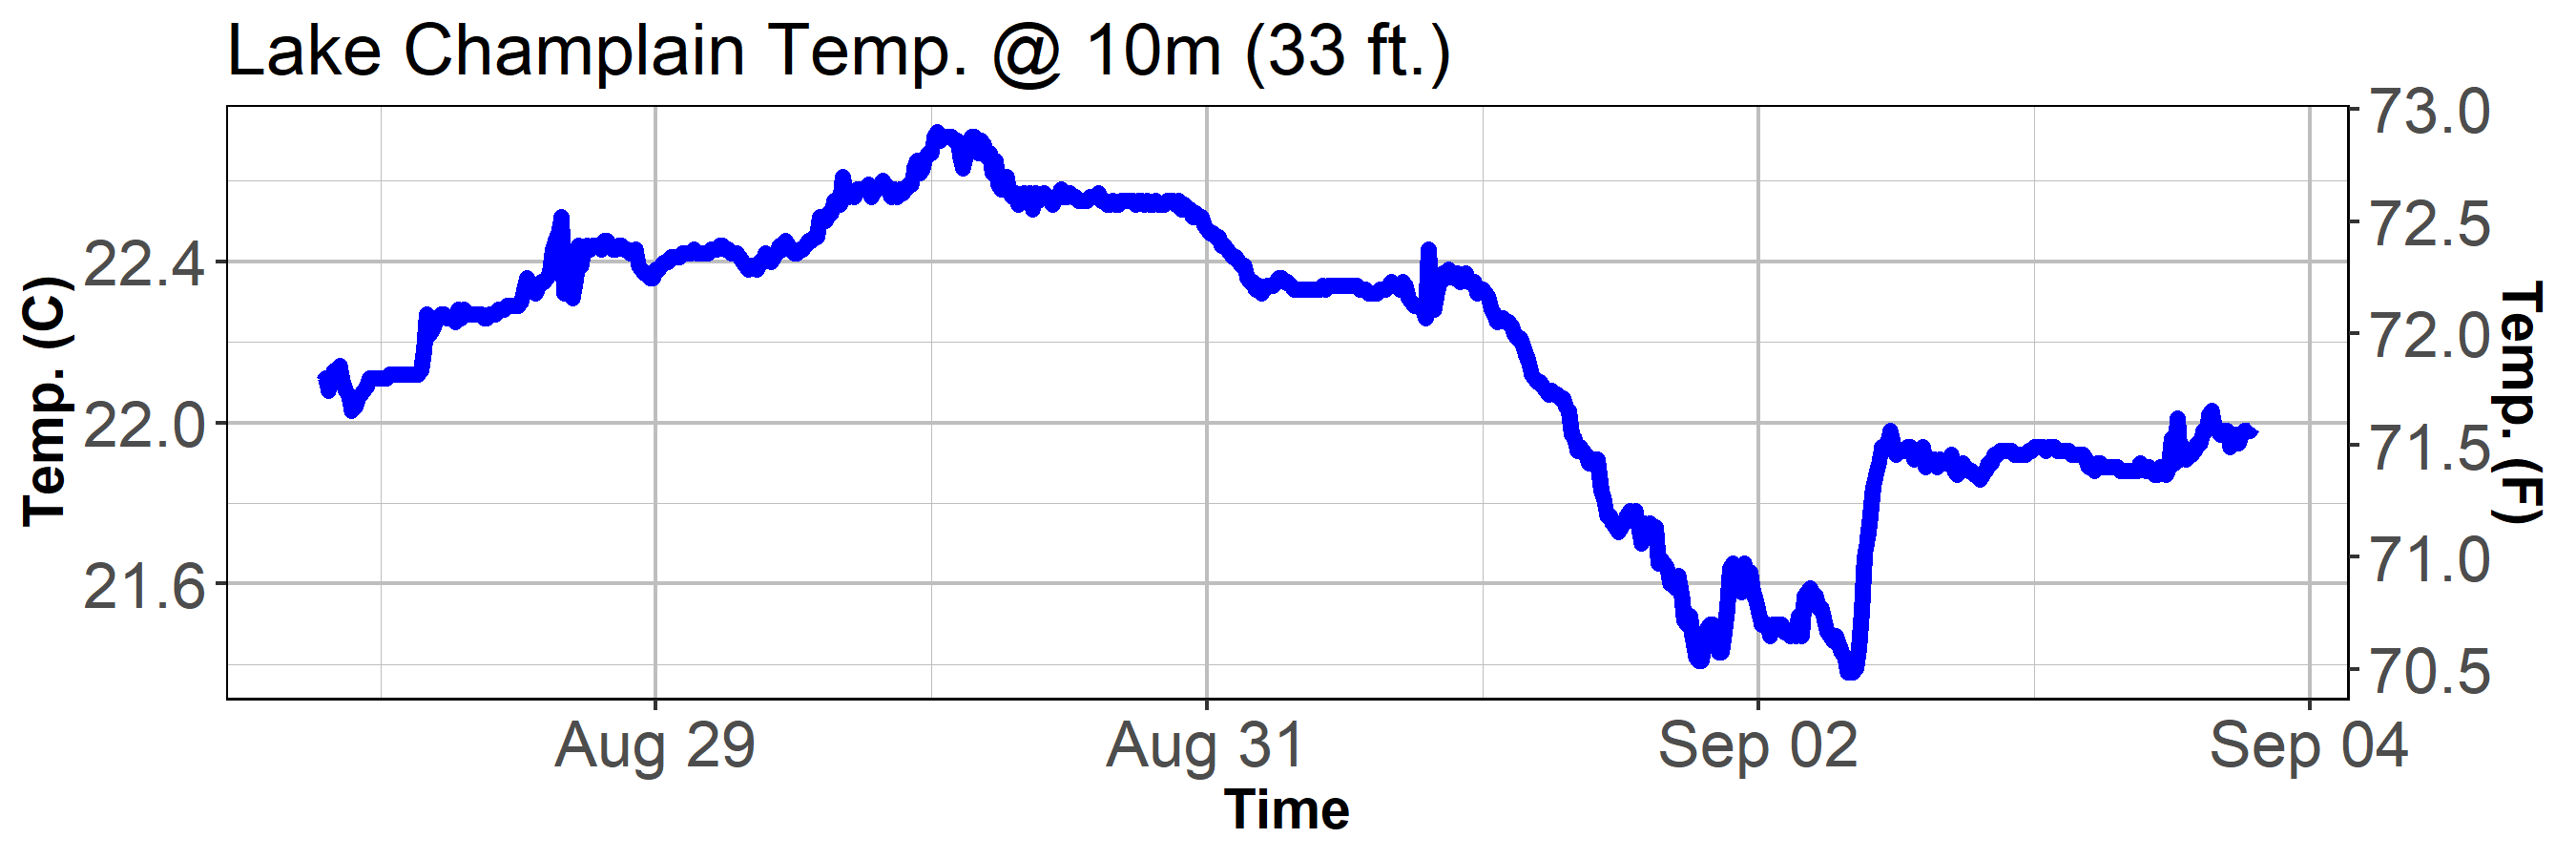 Lake Champlain Temp. @ 10m (33 ft.)
Temp. (C)
22.4
22.0
21.6
73.0
72.5
72.0
71.5
71.0
70.5
Temp. (F)
Aug 29
Aug 31
Sep 02
Sep 04
Time